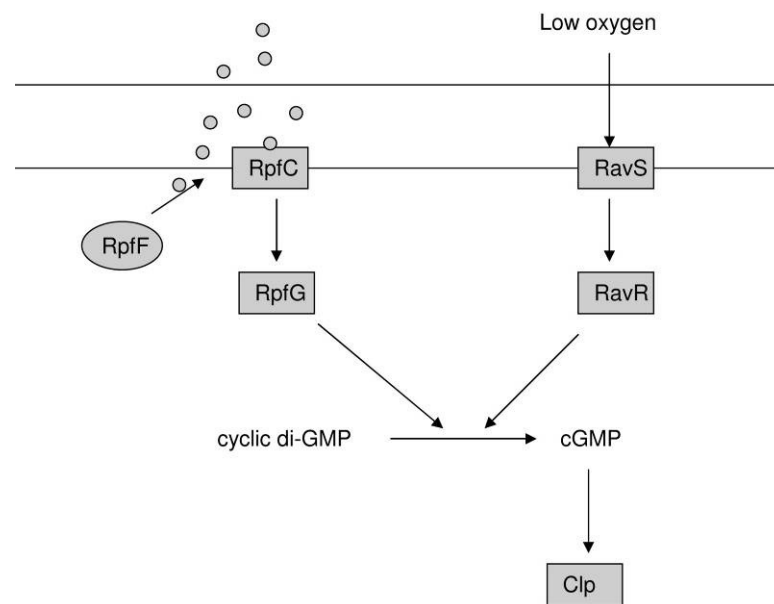 Low oxygen
RpfC
RavS
RpfF
RpfG
RavR
cyclic di-GMP
cGMP
Clp